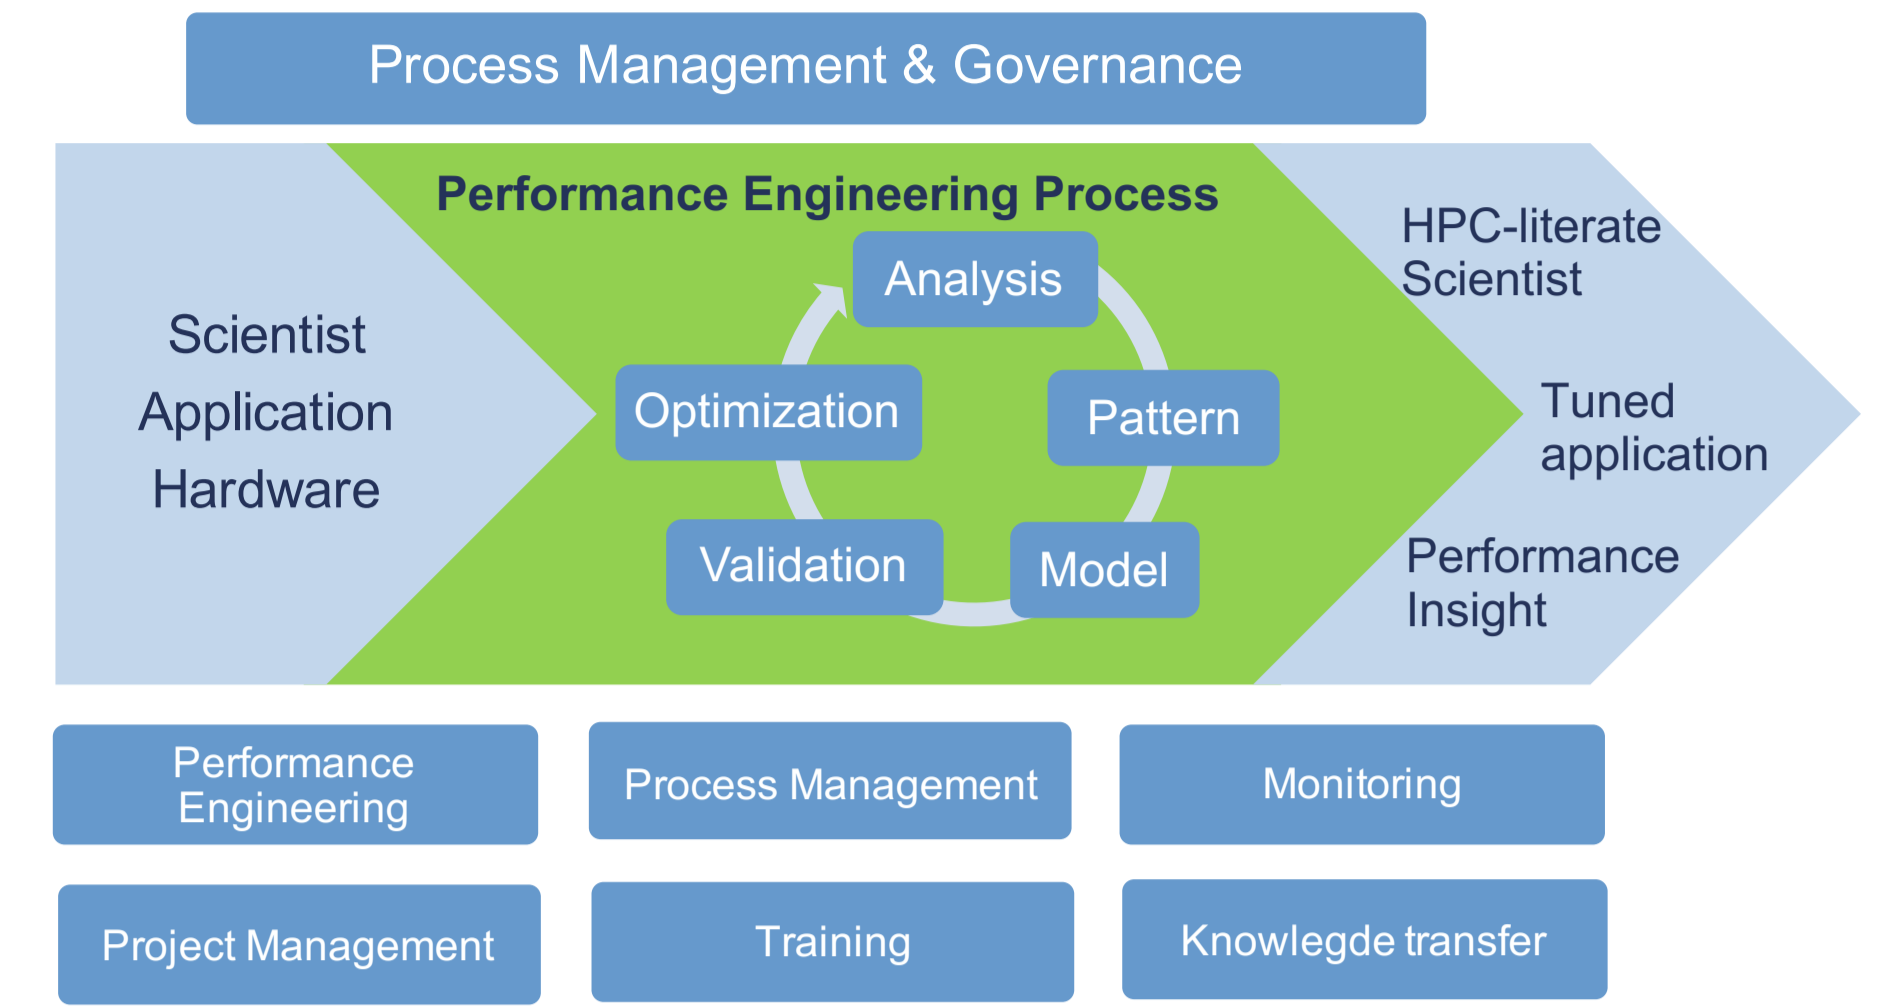 Process Management & Governance
Performance Engineering Process
Scientist
Application
Hardware
Analysis
Pattern
Model
Validation
Optimization
HPC-literate
Scientist
Tuned
application
Performance
Insight
Performance
Engineering
Process Management
Monitoring
Project Management
Training
Knowlegde transfer